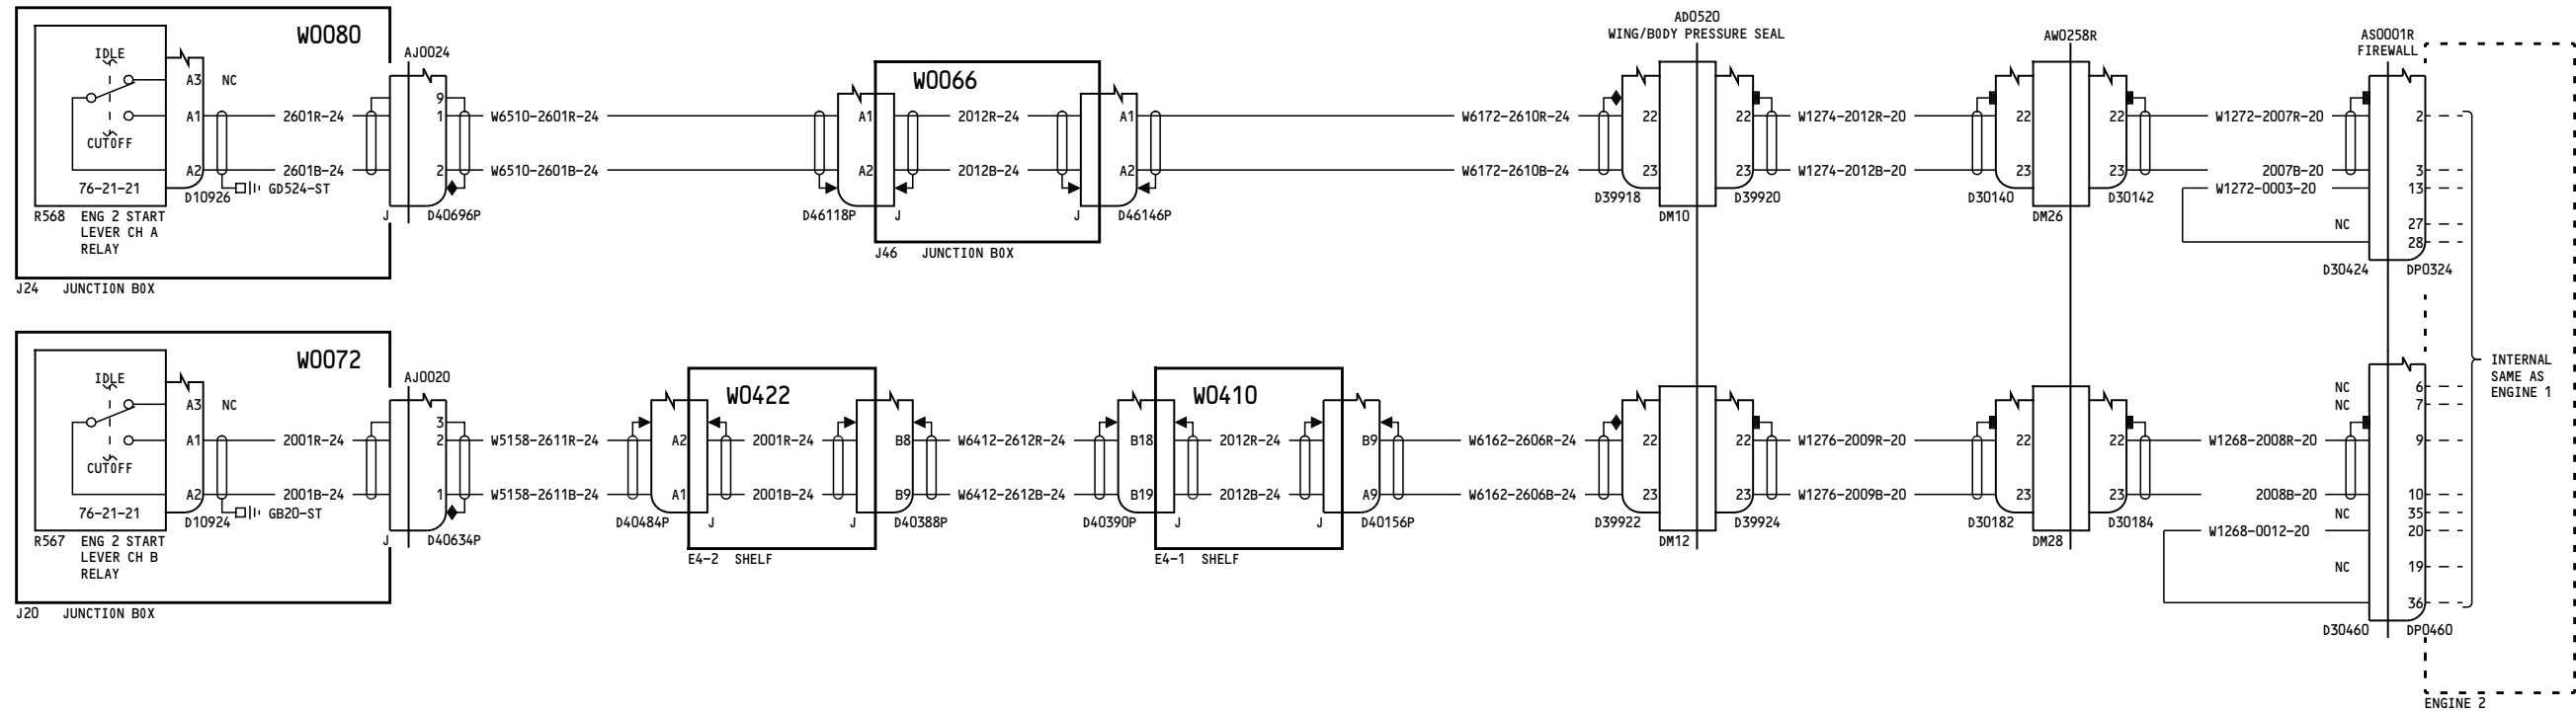 W0080
IDLE
CUTOFF
A3 NC
A1
A2
76-21-21
D10926
GD524-ST
R568 ENG 2 START
LEVER CH A
RELAY
J24 JUNCTION BOX
2601R-24
2601B-24
AJ0024
9
1
2
J
D40696P
W6510-2601R-24
W6510-2601B-24
W0066
A1
A2
D46118P
J
2012R-24
2012B-24
J
A1
A2
D46146P
J46 JUNCTION BOX
W6172-2610R-24
W6172-2610B-24
AD0520
WING/BODY PRESSURE SEAL
22
23
D39918
DM10
22
23
D39920
W1274-2012R-20
W1274-2012B-20
AW0258R
22
23
D30140
DM26
22
23
D30142
W1272-2007R-20
2007B-20
W1272-0003-20
NC
AS0001R
FIREWALL
2
3
13
27
28
D30424
DP0324
W0072
IDLE
CUTOFF
A3 NC
A1
A2
76-21-21
D10924
GB20-ST
R567 ENG 2 START
LEVER CH B
RELAY
J20 JUNCTION BOX
2001R-24
2001B-24
AJ0020
3
2
1
J
D40634P
W5158-2611R-24
W5158-2611B-24
W0422
A2
A1
D40484P
J
2001R-24
2001B-24
J
B8
B9
D40388P
E4-2 SHELF
W6412-2612R-24
W6412-2612B-24
W0410
B18
B19
D40390P
J
2012R-24
2012B-24
J
B9
A9
D40156P
E4-1 SHELF
W6162-2606R-24
W6162-2606B-24
22
23
D39922
DM12
22
23
D39924
W1276-2009R-20
W1276-2009B-20
22
23
D30182
DM28
22
23
D30184
NC
NC
W1268-2008R-20
2008B-20
NC
W1268-0012-20
NC
6
7
9
10
35
20
19
36
D30460
DP0460
INTERNAL
SAME AS
ENGINE 1
ENGINE 2